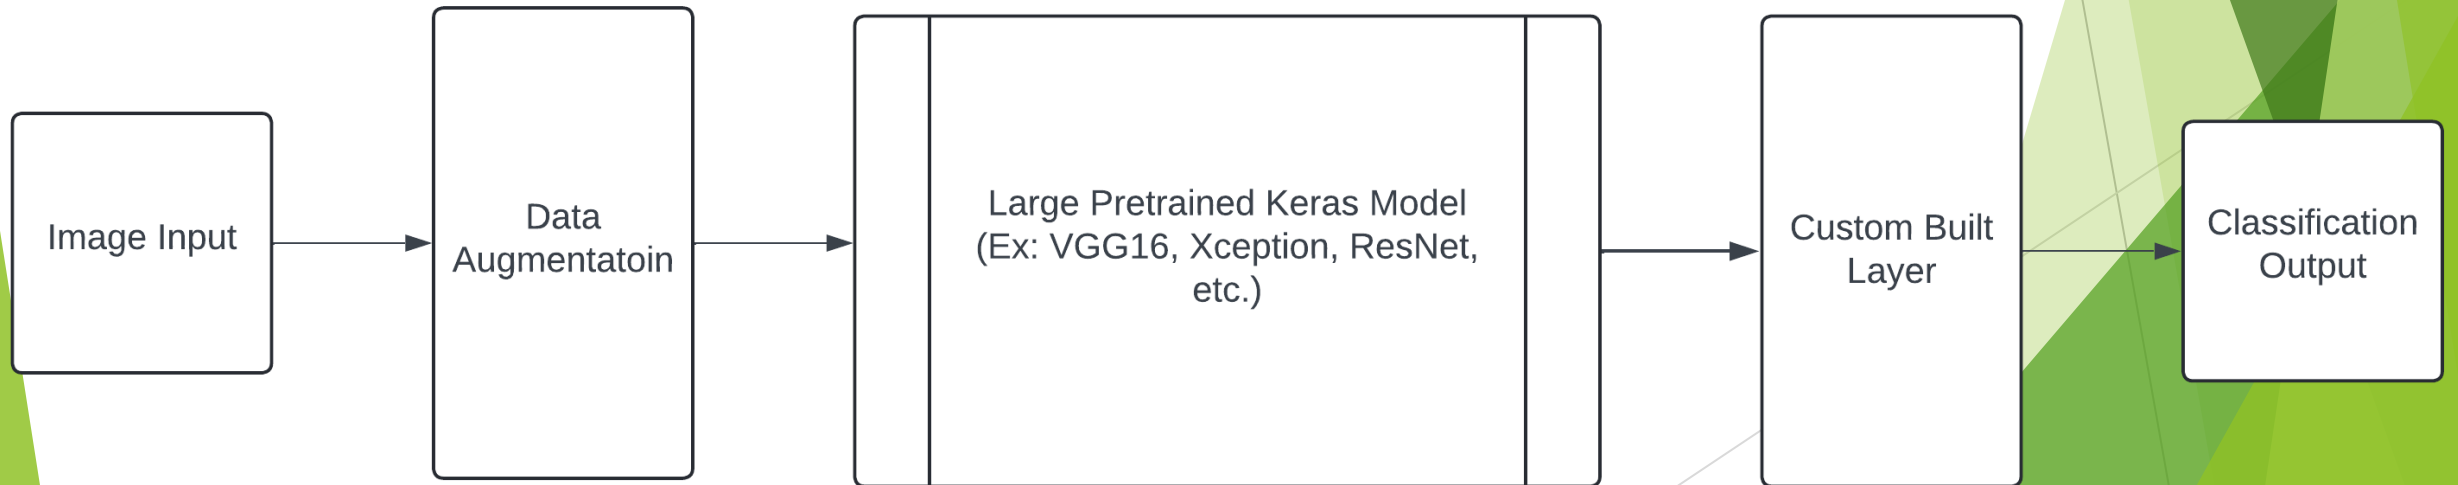 Image Input
Data
Augmentatoin
Large Pretrained Keras Model
(Ex: VGG16, Xception, ResNet,
etc.)
Custom Built
Layer
Classification
Output